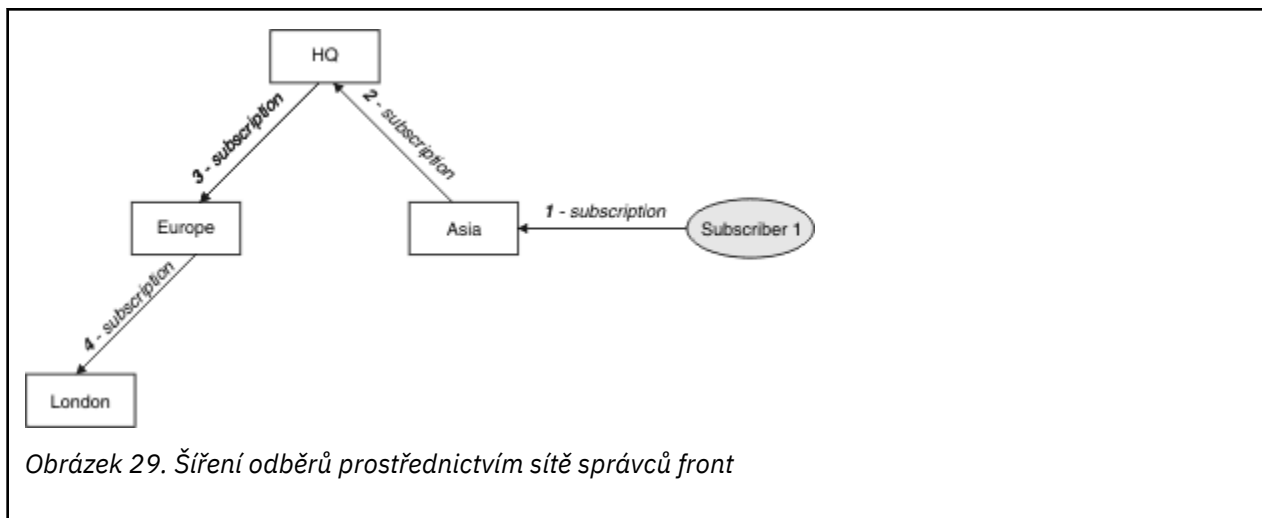 HQ
3 - subscription
2 - subscription
Europe
Asia
1 - subscription
Subscriber 1
4 - subscription
London
Obrázek 29. Šíření odběrů prostřednictvím sítě správců front